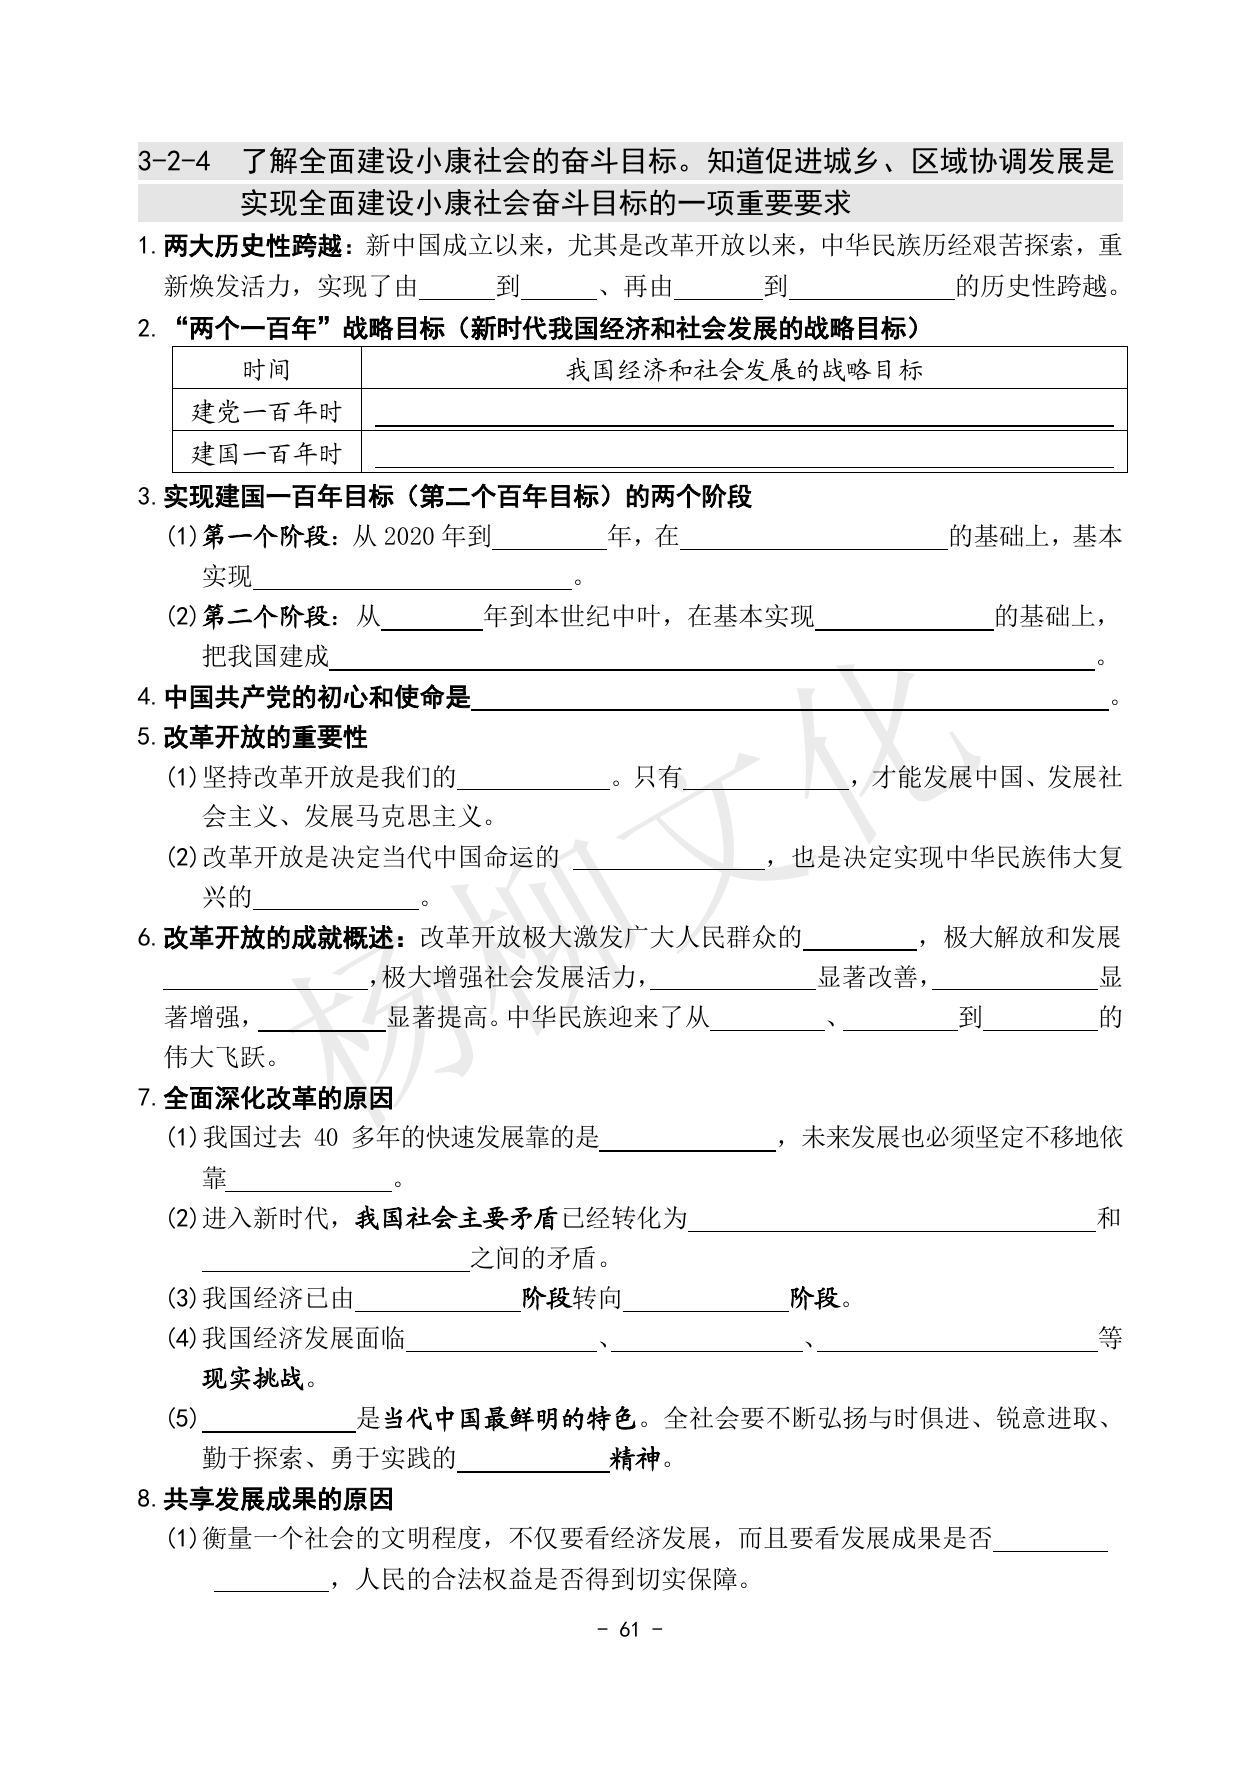 3-2-4 了解全面建设小康社会的奋斗目标。知道促进城乡、区域协调发展是
实现全面建设小康社会奋斗目标的一项重要要求
1. 两大历史性跨越：新中国成立以来，尤其是改革开放以来，中华民族历经艰苦探索，重
新焕发活力，实现了由______到______、再由_______到_____________的历史性跨越。
2. “两个一百年”战略目标（新时代我国经济和社会发展的战略目标）
时间 我国经济和社会发展的战略目标
建党一百年时 ____________________
建国一百年时 ____________________
3. 实现建国一百年目标（第二个百年目标）的两个阶段
(1)第一个阶段：从 2020 年到_________年，在_____________________的基础上，基本
实现_________________________。
(2)第二个阶段：从________年到本世纪中叶，在基本实现______________的基础上，
把我国建成____________________________________________________________。
4. 中国共产党的初心和使命是__________________________________________________。
5. 改革开放的重要性
(1)坚持改革开放是我们的____________。只有_____________，才能发展中国、发展社
会主义、发展马克思主义。
(2)改革开放是决定当代中国命运的 _______________，也是决定实现中华民族伟大复
兴的_____________。
6. 改革开放的成就概述：改革开放极大激发广大人民群众的_________，极大解放和发展
________________，极大增强社会发展活力，_____________显著改善，_____________显
著增强，__________显著提高。中华民族迎来了从_________、_________到_________的
伟大飞跃。
7. 全面深化改革的原因
(1)我国过去 40 多年的快速发展靠的是______________，未来发展也必须坚定不移地依
靠_____________。
(2)进入新时代，我国社会主要矛盾已经转化为________________________________和
_____________________之间的矛盾。
(3)我国经济已由_____________阶段转向_____________阶段。
(4)我国经济发展面临_______________、_______________、______________________等
现实挑战。
(5)____________是当代中国最鲜明的特色。全社会要不断弘扬与时俱进、锐意进取、
勤于探索、勇于实践的____________精神。
8. 共享发展成果的原因
(1)衡量一个社会的文明程度，不仅要看经济发展，而且要看发展成果是否_________
_________，人民的合法权益是否得到切实保障。
杨柳文化
- 61 -